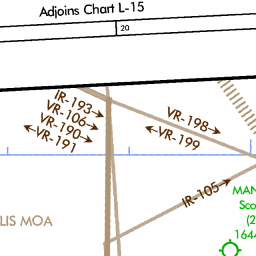 Adjoins Chart L-15
20
IR-193
VR-106
VR-190
VR-191
VR-198
VR-199
IR-105
LIS MOA
MAN
Sco
(2
1644